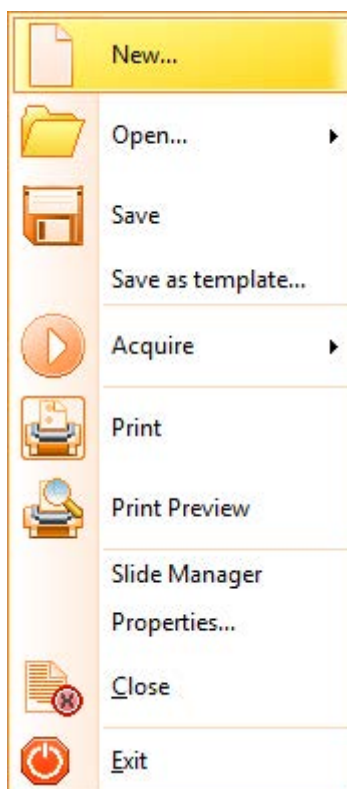 New...
Open...
Save
Save as template...
Acquire
Print
Print Preview
Slide Manager
Properties...
Close
Exit